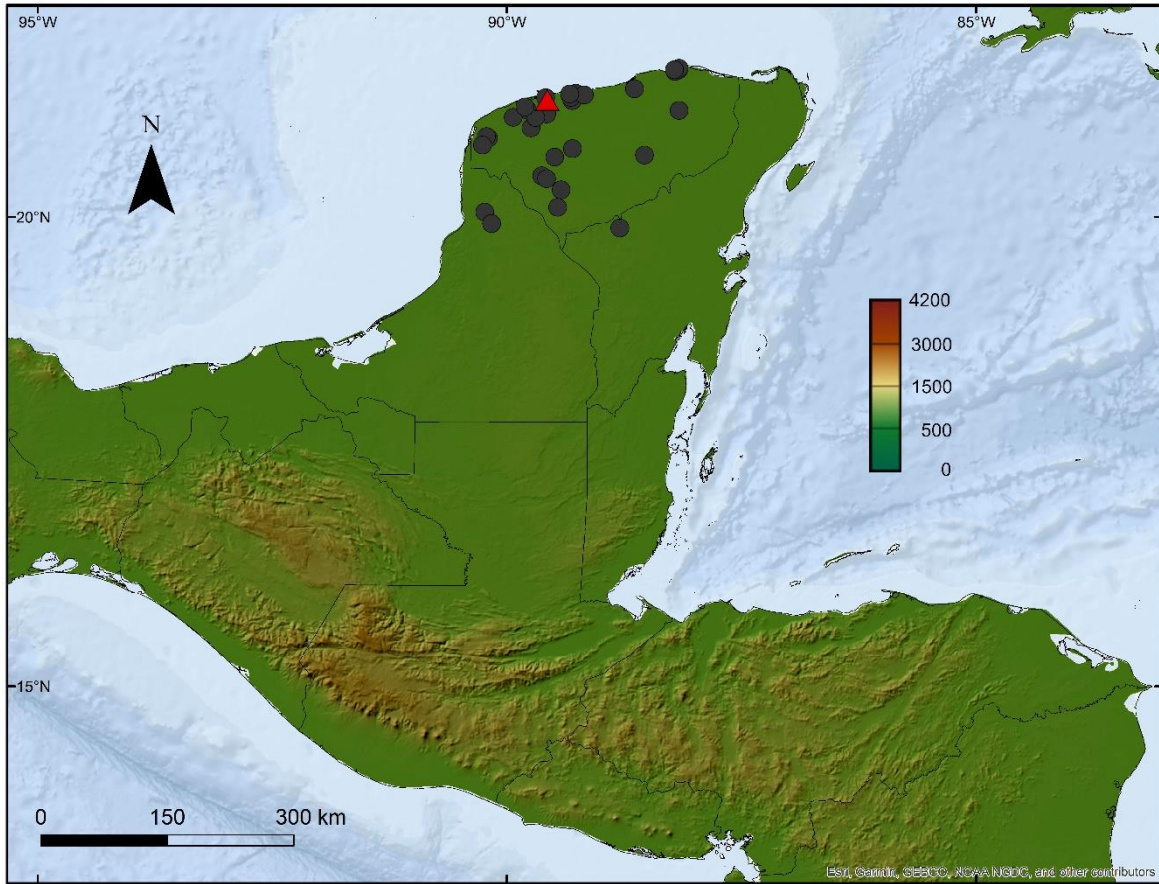 95°W
90°W
85°W
N
20°N
4200
3000
1500
500
0
15°N
0 150 300 km
Esri, Garmin, GEBCO, NOAA NGDC, and other contributors